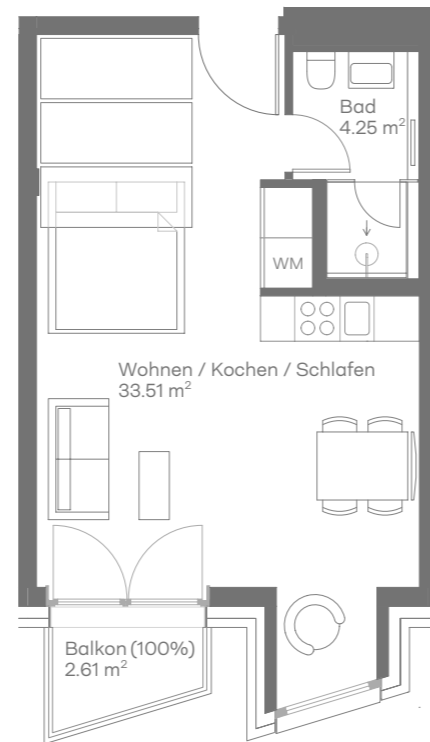 Bad
4.25 m²
WM
Wohnen / Kochen / Schlafen
33.51 m²
Balkon (100%)
2.61 m²